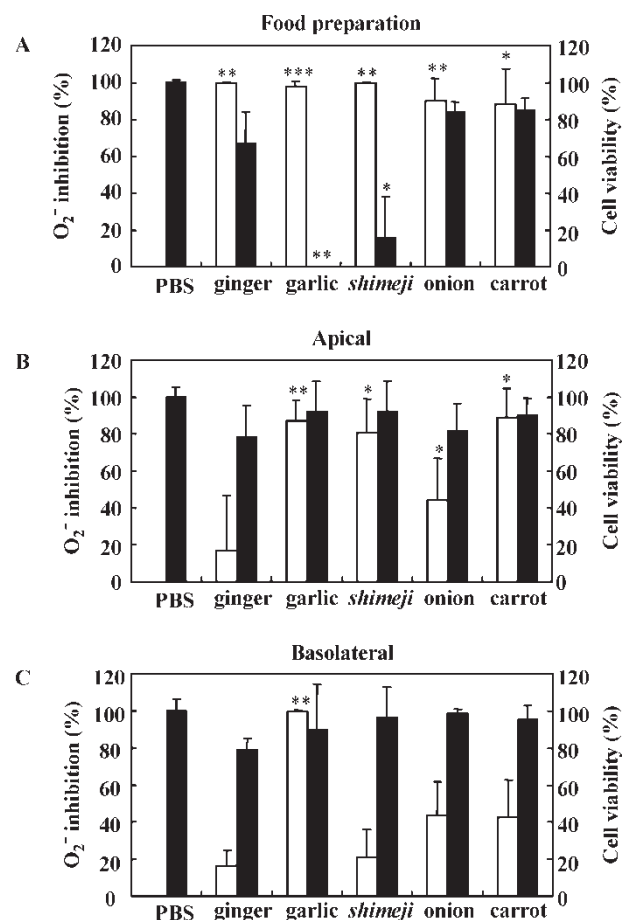 Food preparation
A
120 100 80 60 40 20 0
O2− inhibition (%)
** *** ** ** *
** *
120 100 80 60 40 20 0
Cell viability (%)
PBS ginger garlic shimeji onion carrot
Apical
B
120 100 80 60 40 20 0
O2− inhibition (%)
** * * *
120 100 80 60 40 20 0
Cell viability (%)
PBS ginger garlic shimeji onion carrot
Basolateral
C
120 100 80 60 40 20 0
O2− inhibition (%)
**
120 100 80 60 40 20 0
Cell viability (%)
PBS ginger garlic shimeji onion carrot